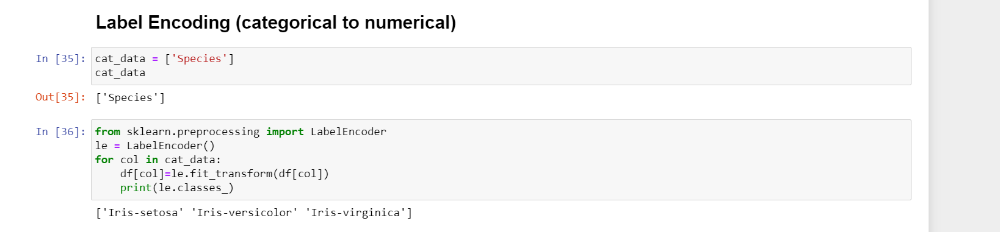 Label Encoding (categorical to numerical)
In [35]: cat_data = ['Species']
cat_data
Out[35]: ['Species']
In [36]: from sklearn.preprocessing import LabelEncoder
le = LabelEncoder()
for col in cat_data:
    df[col]=le.fit_transform(df[col])
    print(le.classes_)
['Iris-setosa' 'Iris-versicolor' 'Iris-virginica']